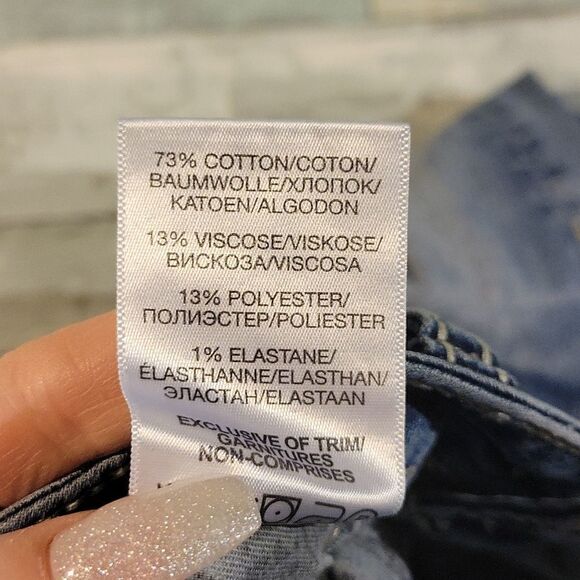 73% COTTON/COTON/
BAUMWOLLE/ХЛОПОК/
KATOEN/ALGODON
13% VISCOSE/VISKOSE/
ВИСКОЗА/VISCOSA
13% POLYESTER/
ПОЛИЭСТЕР/POLIESTER
1% ELASTANE/
ÉLASTHANNE/ELASTHAN/
ЭЛАСТАН/ELASTAAN
EXCLUSIVE OF TRIM/
GARNITURES
NON-COMPRISES